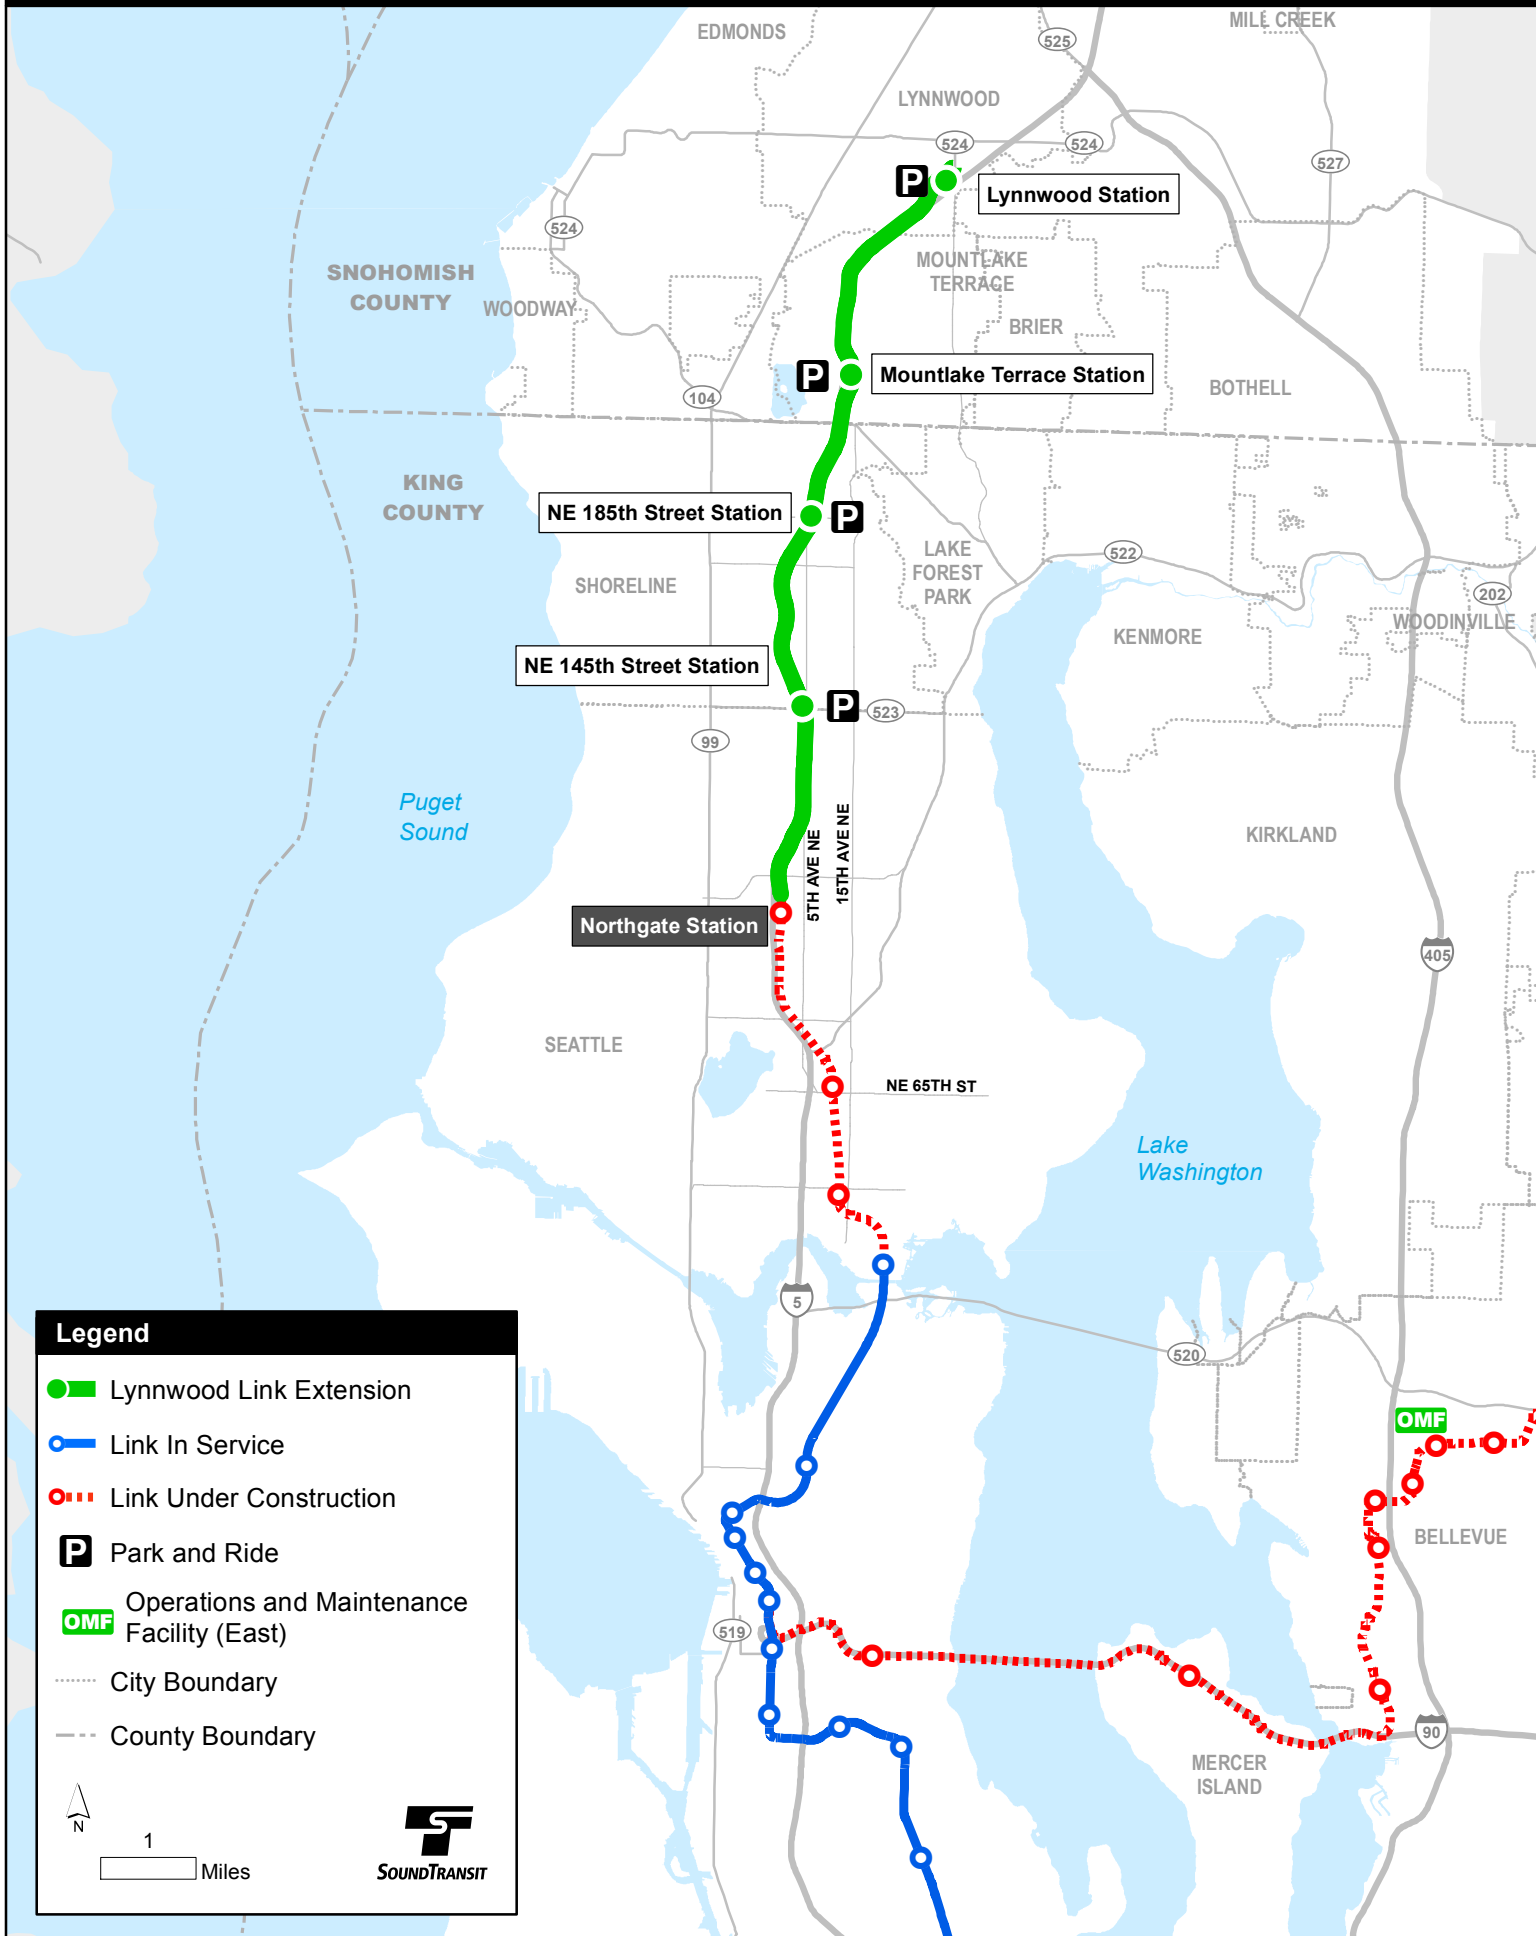 EDMONDS
MILL CREEK
525
LYNNWOOD
524
524
527
P
Lynnwood Station
524
SNOHOMISH
COUNTY
WOODWAY
MOUNTLAKE
TERRACE
BRIER
P
Mountlake Terrace Station
BOTHELL
104
KING
COUNTY
NE 185th Street Station
P
LAKE
FOREST
PARK
522
SHORELINE
202
WOODINVILLE
KENMORE
NE 145th Street Station
P
523
99
Puget
Sound
5TH AVE NE
15TH AVE NE
KIRKLAND
Northgate Station
405
SEATTLE
NE 65TH ST
Lake
Washington
5
520
Legend
Lynnwood Link Extension
Link In Service
Link Under Construction
P
Park and Ride
OMF
Operations and Maintenance
Facility (East)
City Boundary
County Boundary
N
1
Miles
ST
SOUNDTRANSIT
OMF
BELLEVUE
519
90
MERCER
ISLAND